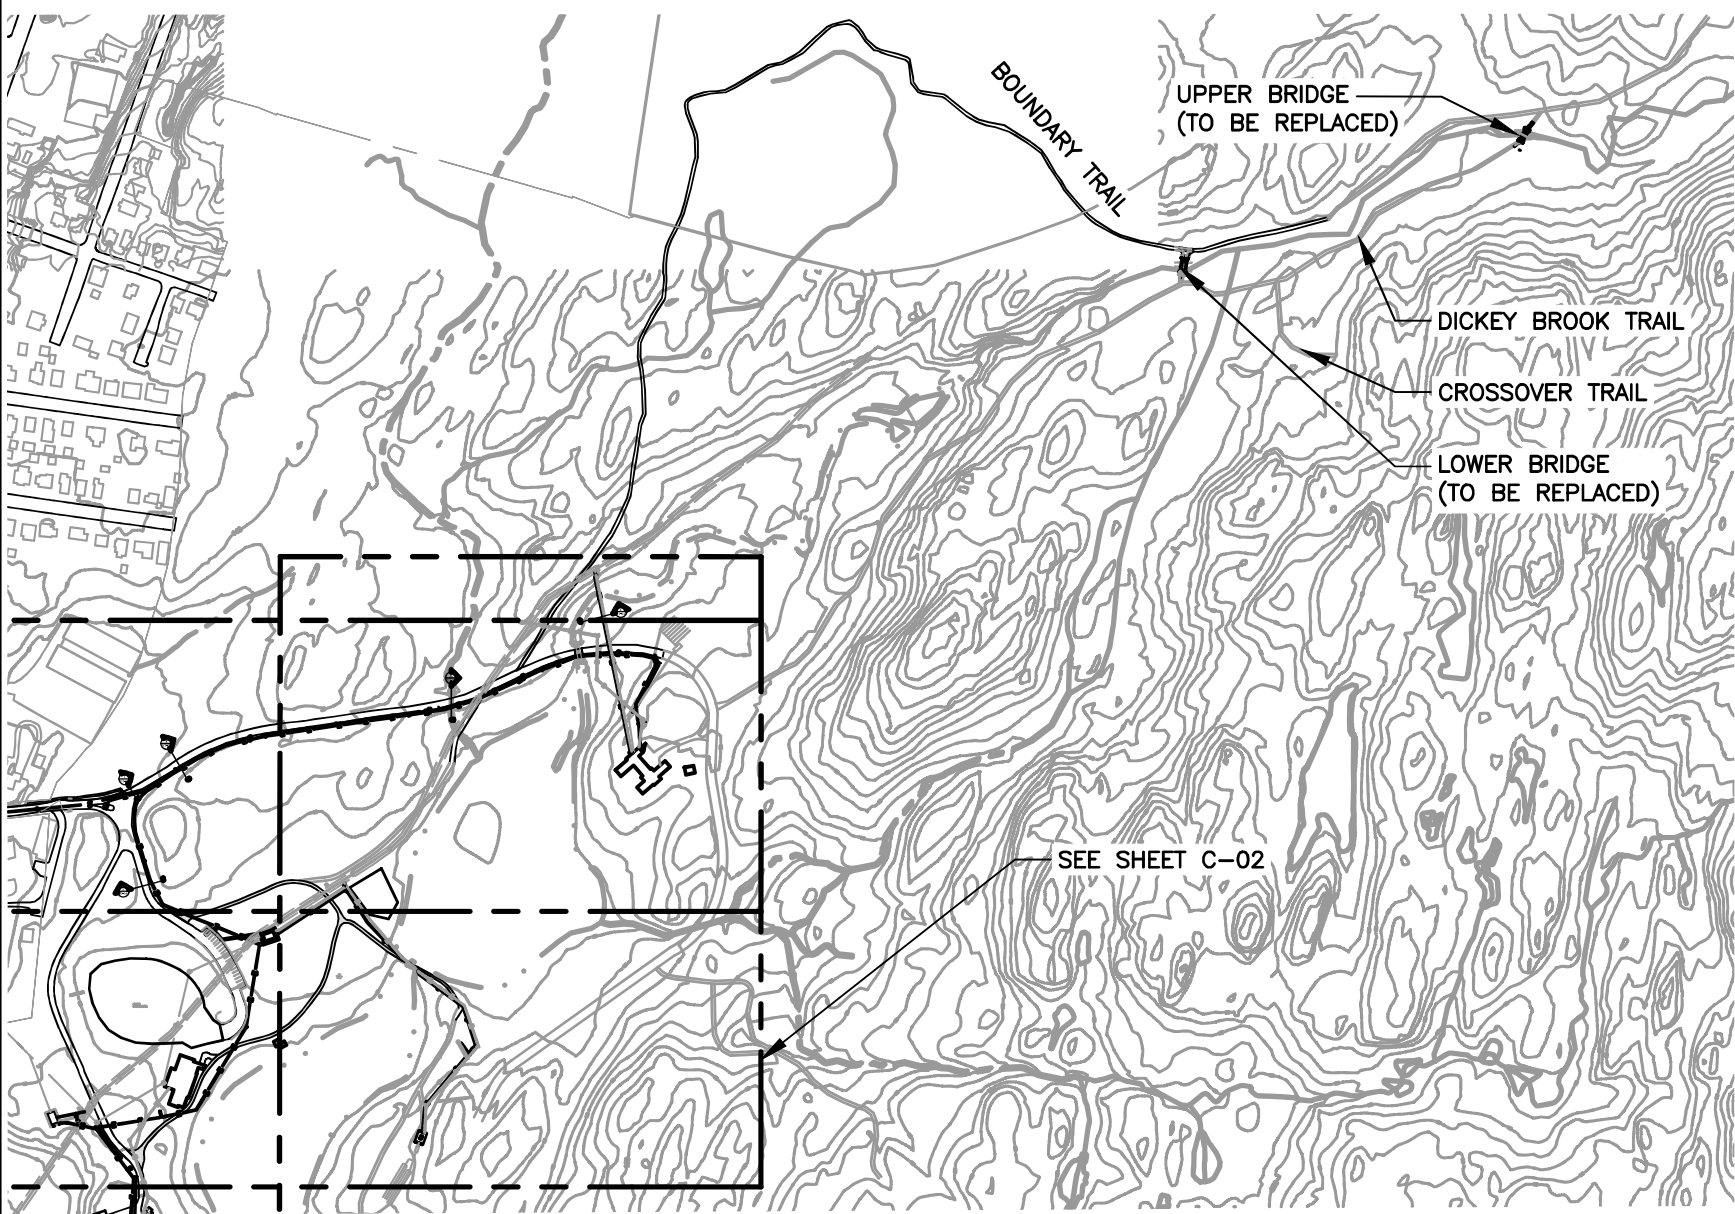 BOUNDARY TRAIL
UPPER BRIDGE
(TO BE REPLACED)
DICKEY BROOK TRAIL
CROSSOVER TRAIL
LOWER BRIDGE
(TO BE REPLACED)
SEE SHEET C-02